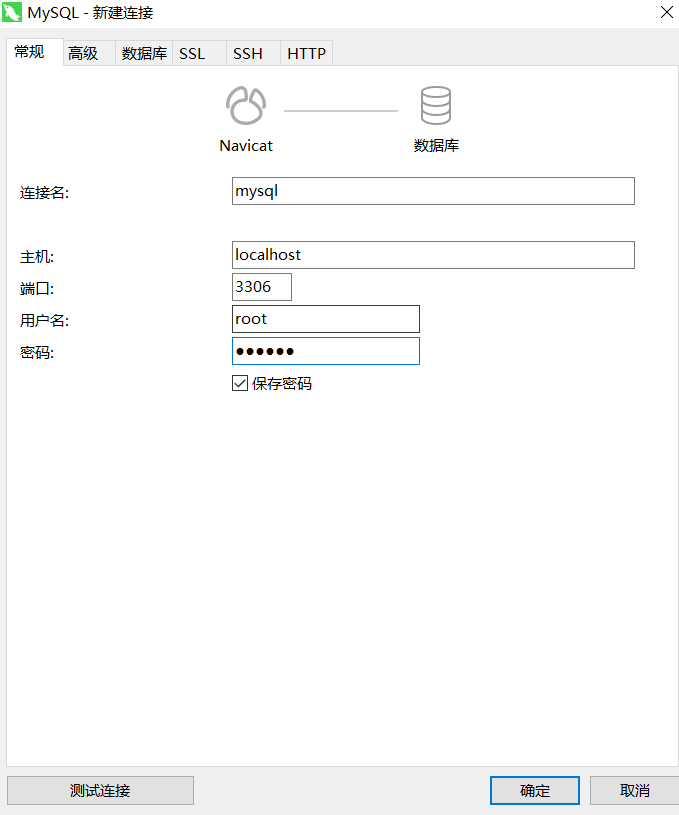 MySQL - 新建连接
常规 高级 数据库 SSL SSH HTTP
Navicat 数据库
连接名: mysql
主机: localhost
端口: 3306
用户名: root
密码: ●●●●●●
保存密码
测试连接 确定 取消